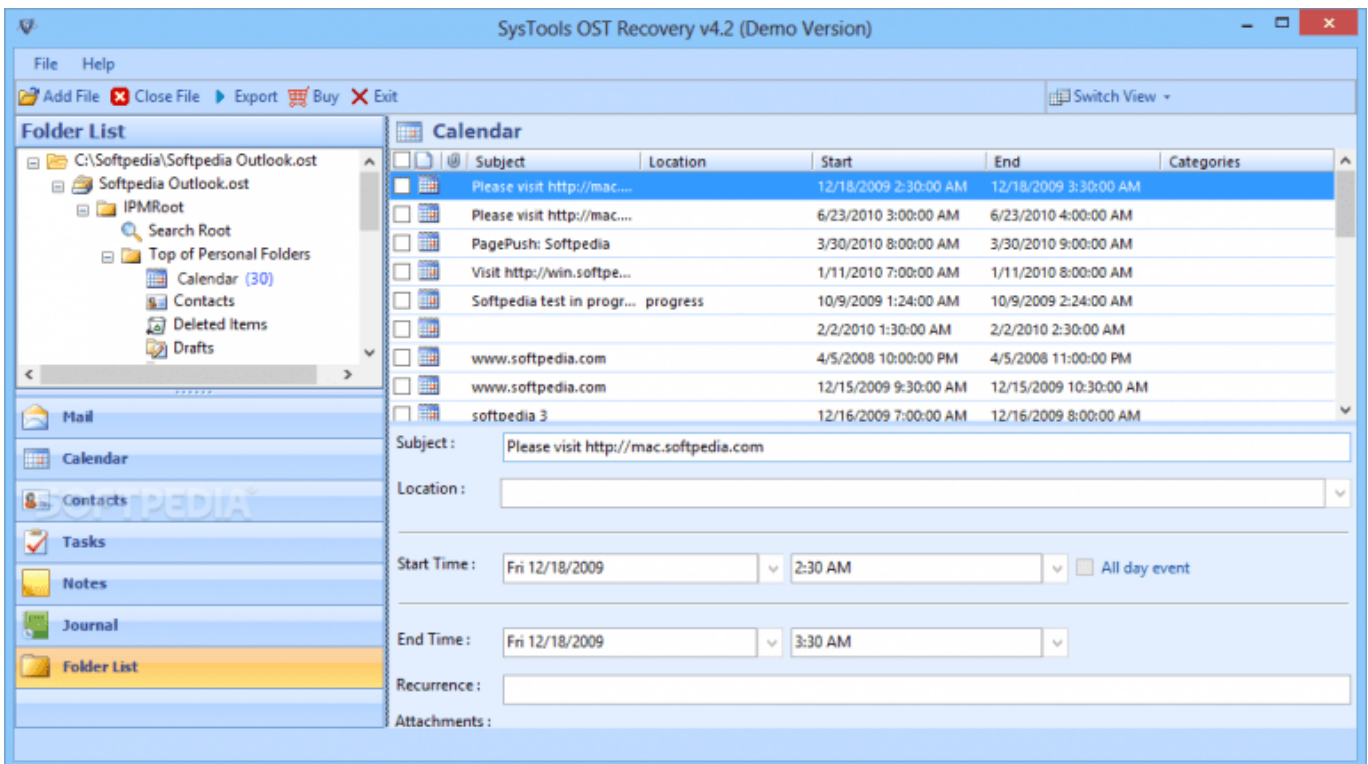 SysTools OST Recovery v4.2 (Demo Version)
File Help
Add File Close File Export Buy Exit Switch View
Folder List
C:\Softpedia\Softpedia Outlook.ost
Softpedia Outlook.ost
IPMRoot
Search Root
Top of Personal Folders
Calendar (30)
Contacts
Deleted Items
Drafts
Mail
Calendar
Contacts
SOFTPEDIA
Tasks
Notes
Journal
Folder List
Calendar
Subject Location Start End Categories
Please visit http://mac.... 12/18/2009 2:30:00 AM 12/18/2009 3:30:00 AM
Please visit http://mac.... 6/23/2010 3:00:00 AM 6/23/2010 4:00:00 AM
PagePush: Softpedia 3/30/2010 8:00:00 AM 3/30/2010 9:00:00 AM
Visit http://win.softpe... 1/11/2010 7:00:00 AM 1/11/2010 8:00:00 AM
Softpedia test in progr... progress 10/9/2009 1:24:00 AM 10/9/2009 2:24:00 AM
2/2/2010 1:30:00 AM 2/2/2010 2:30:00 AM
www.softpedia.com 4/5/2008 10:00:00 PM 4/5/2008 11:00:00 PM
www.softpedia.com 12/15/2009 9:30:00 AM 12/15/2009 10:30:00 AM
softpedia 3 12/16/2009 7:00:00 AM 12/16/2009 8:00:00 AM
Subject : Please visit http://mac.softpedia.com
Location :
Start Time : Fri 12/18/2009 2:30 AM All day event
End Time : Fri 12/18/2009 3:30 AM
Recurrence :
Attachments :